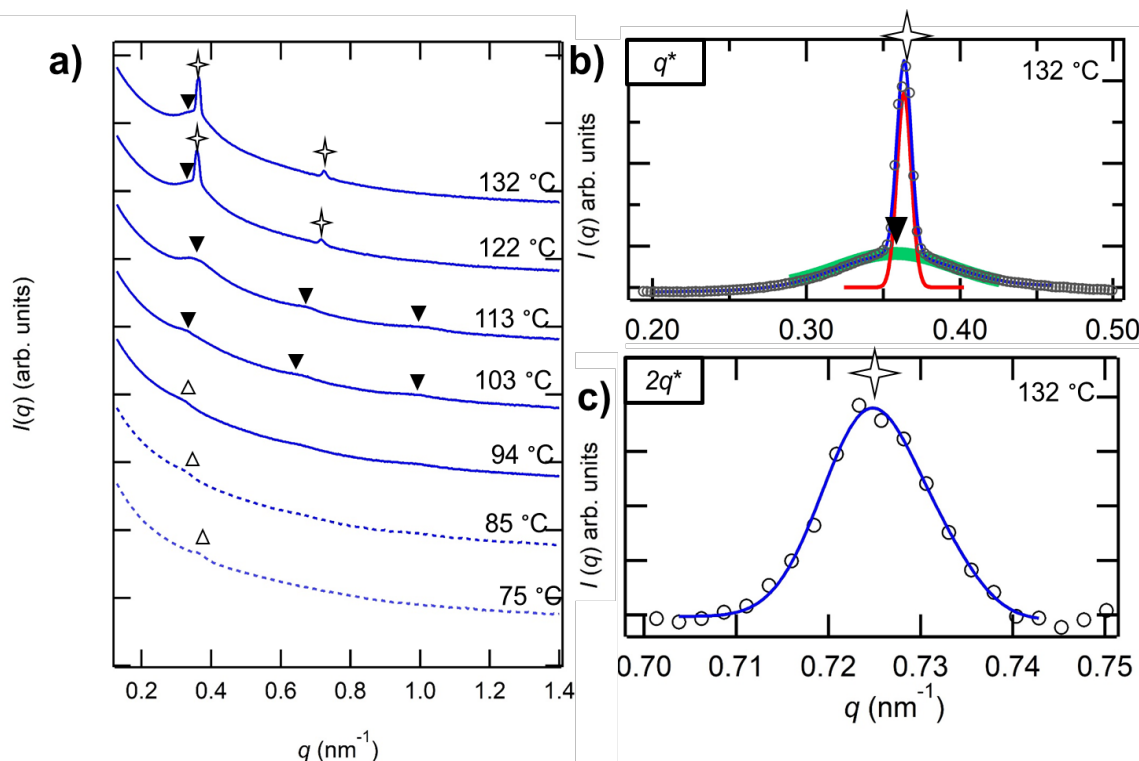 a)
I(q) (arb. units)
132 °C
122 °C
113 °C
103 °C
94 °C
85 °C
75 °C
0.2 0.4 0.6 0.8 1.0 1.2 1.4
q (nm⁻¹)
b)
q*
132 °C
I (q) arb. units
0.20 0.30 0.40 0.50
c)
2q*
132 °C
I (q) arb. units
0.70 0.71 0.72 0.73 0.74 0.75
q (nm⁻¹)